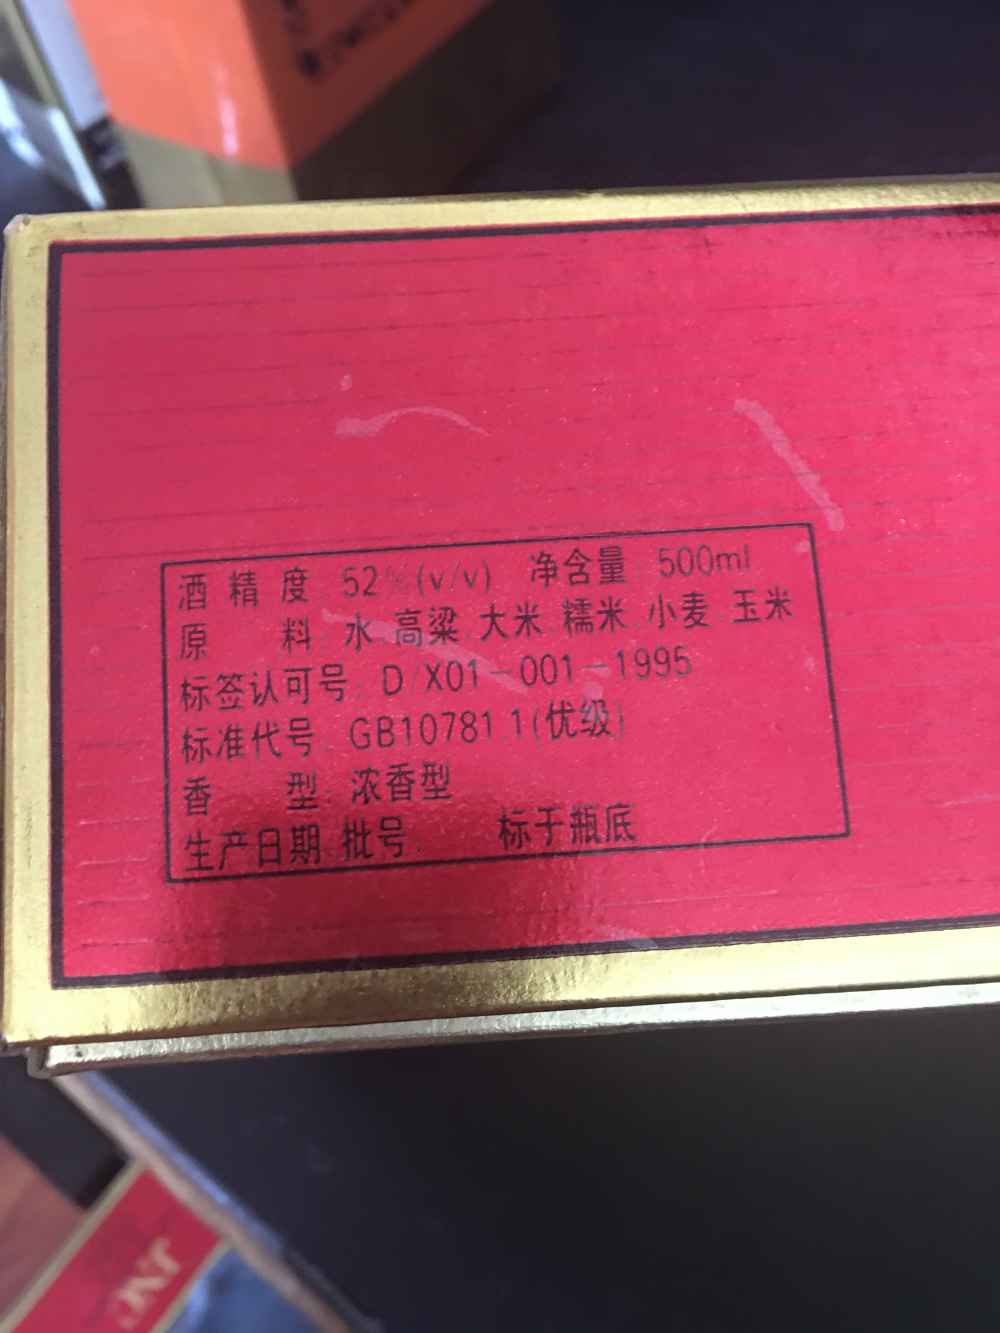 酒精度 52%(v/v) 净含量 500ml
原料:水.高粱.大米.糯米.小麦.玉米
标签认可号:D/X01-001-1995
标准代号:GB10781.1(优级)
香型:浓香型
生产日期.批号: 标于瓶底